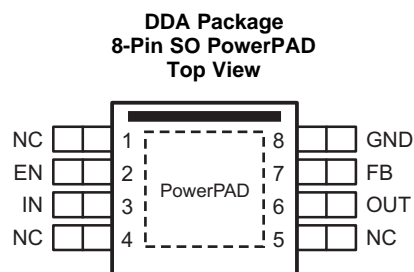 DDA Package
8-Pin SO PowerPAD
Top View
NC 1 8 GND
EN 2 7 FB
IN 3 PowerPAD 6 OUT
NC 4 5 NC